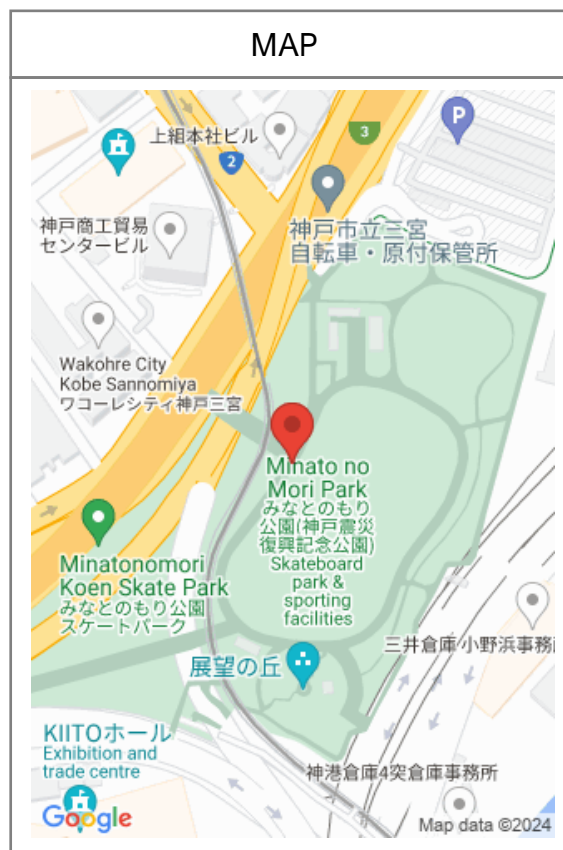 MAP
上組本社ビル
3
P
2
神戸商工貿易
センタービル
神戸市立三宮
自転車・原付保管所
Wakohre City
Kobe Sannomiya
ワコーレシティ神戸三宮
Minato no
Mori Park
みなとのもり
公園(神戸震災
復興記念公園)
Skateboard
park &
sporting
facilities
Minatonomori
Koen Skate Park
みなとのもり公園
スケートパーク
三井倉庫 小野浜事務
展望の丘
KIITOホール
Exhibition and
trade centre
神港倉庫4突倉庫事務所
Google
Map data ©2024